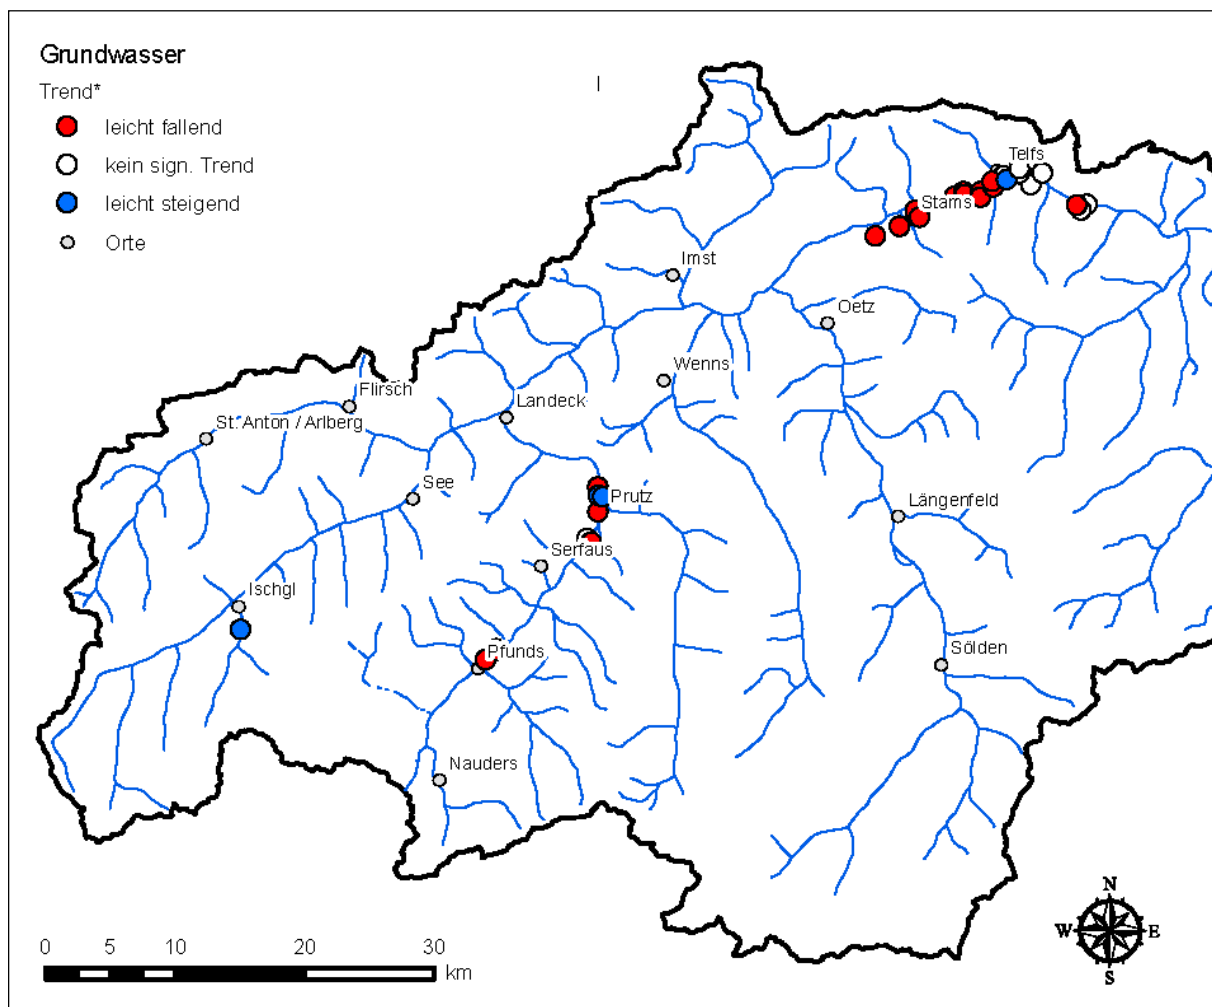 Grundwasser
Trend*
leicht fallend
kein sign. Trend
leicht steigend
Orte
Telfs
Stams
Imst
Oetz
Wenns
Flirsch
Landeck
St. Anton / Arlberg
See
Prutz
Längenfeld
Serfaus
Ischgl
Pfunds
Sölden
Nauders
N
W E
S
0 5 10 20 30
km